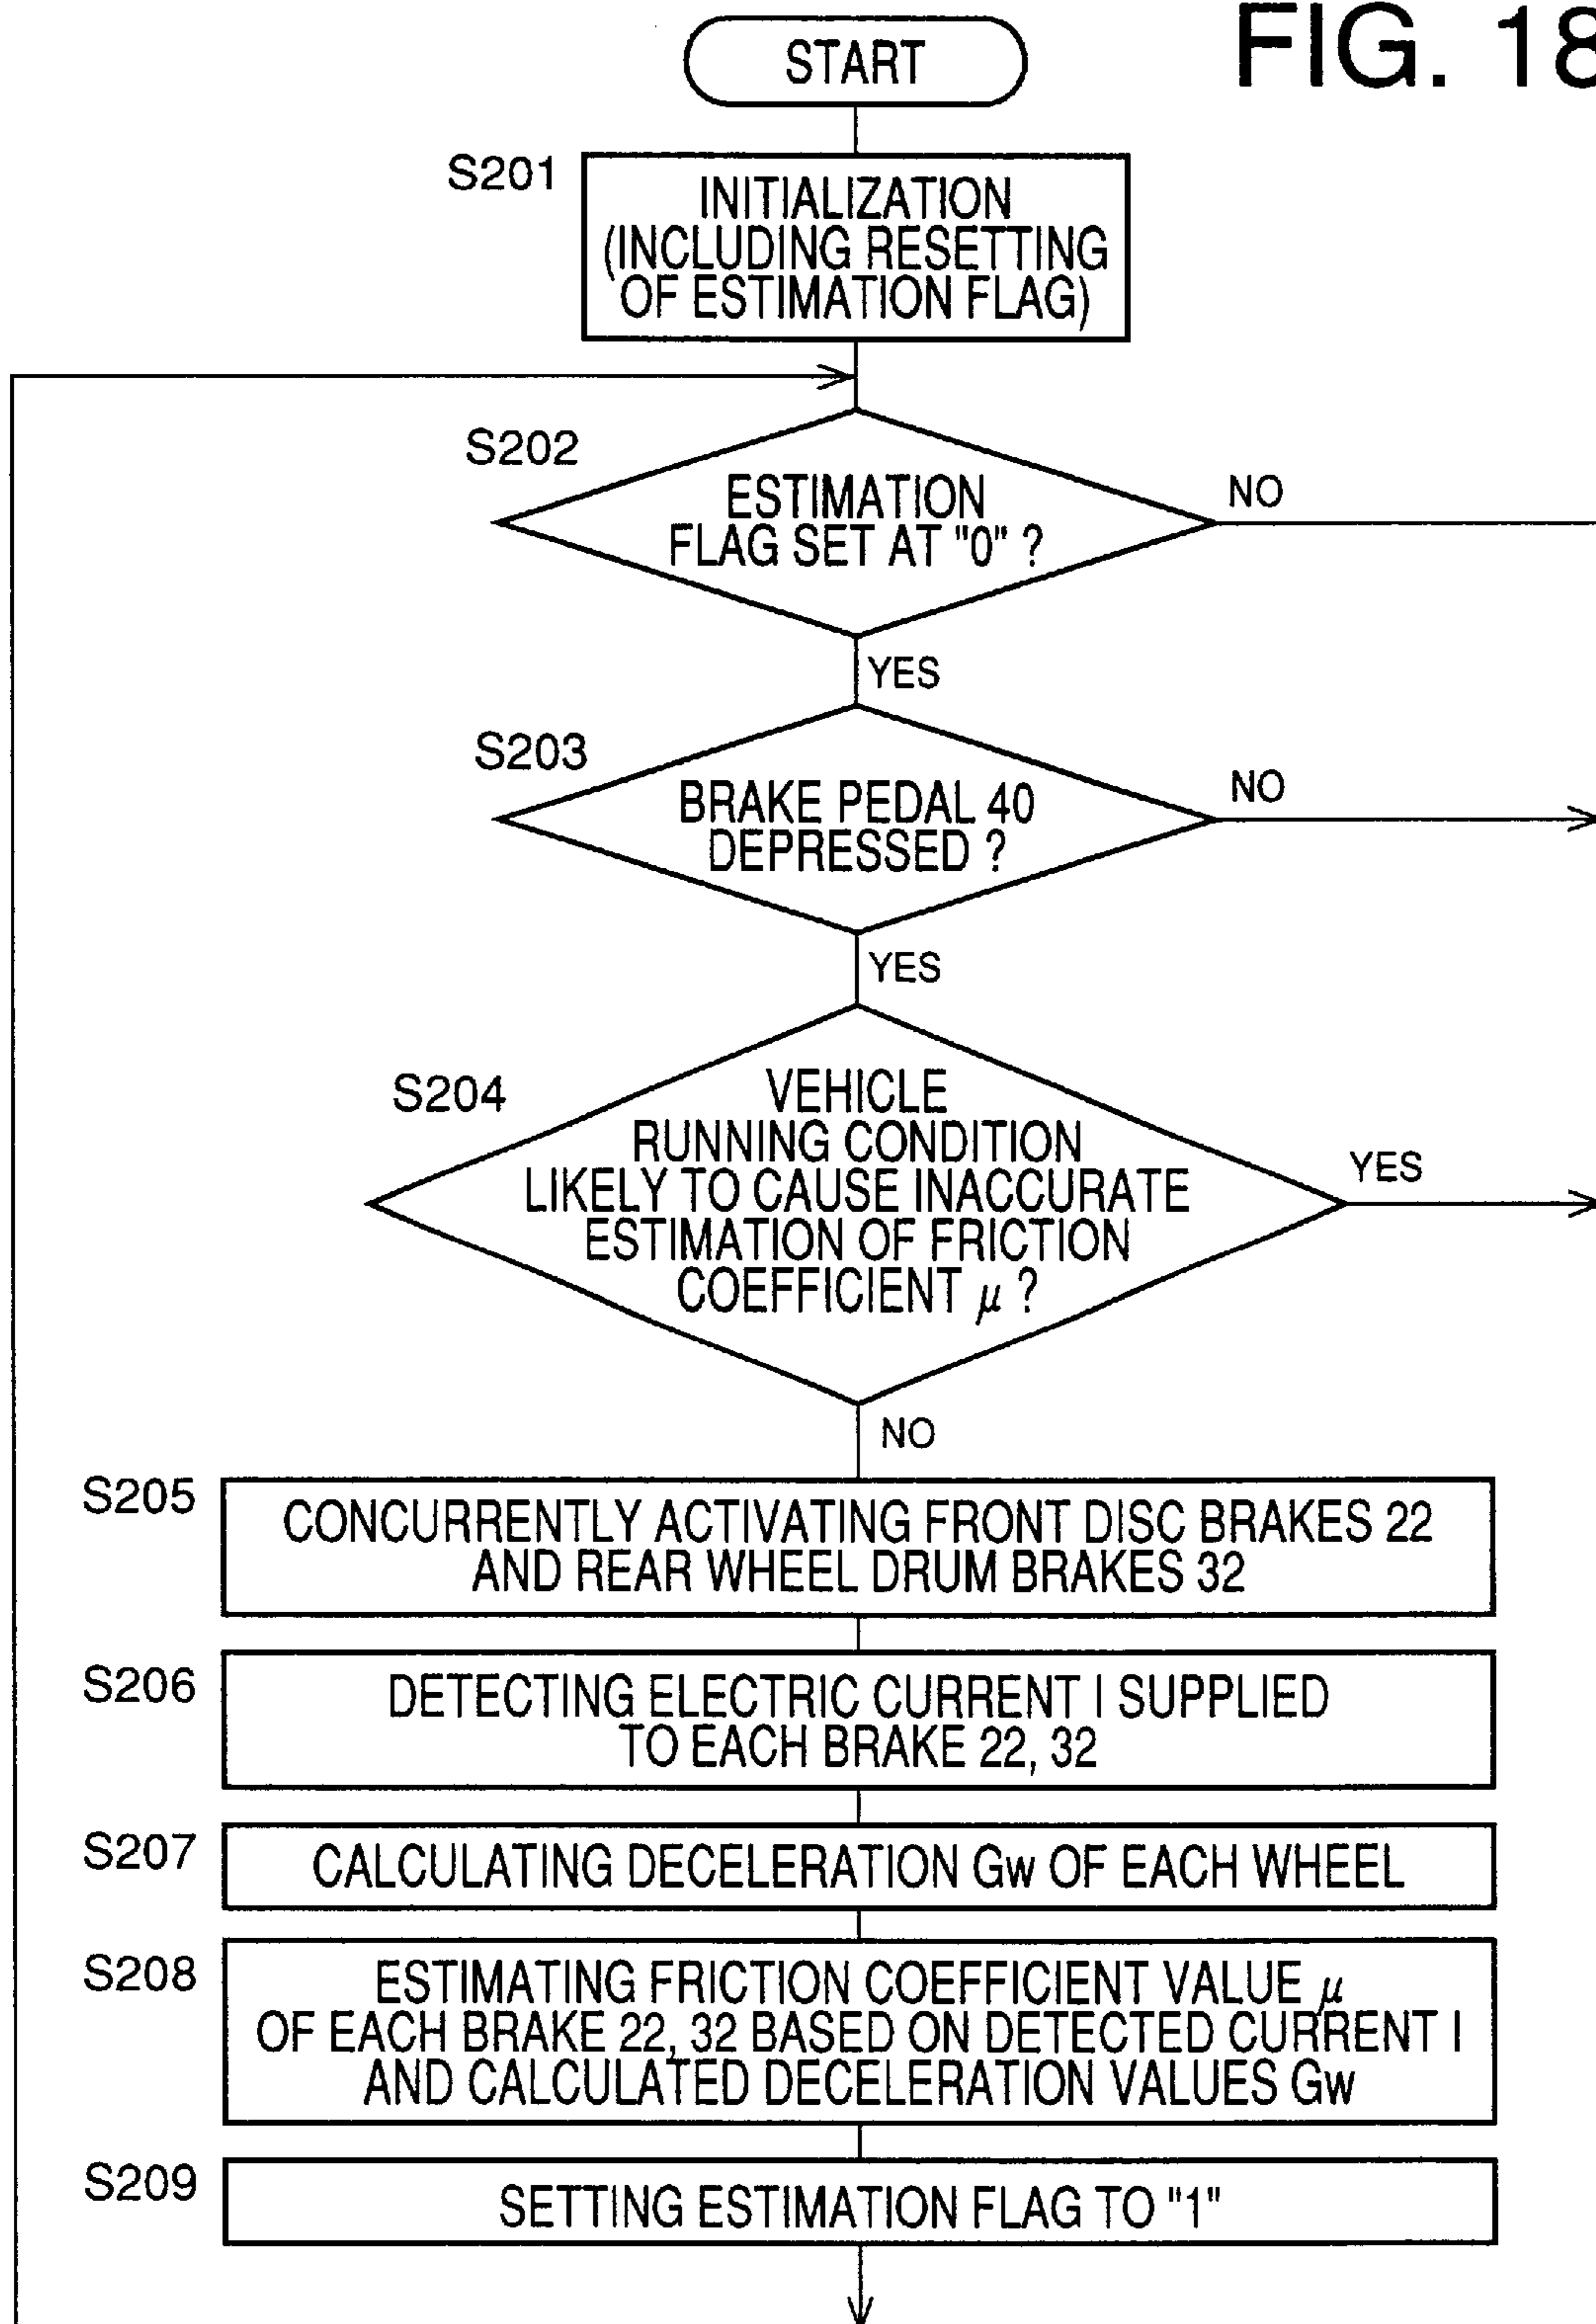 FIG. 18
START
S201
INITIALIZATION
(INCLUDING RESETTING
OF ESTIMATION FLAG)
S202
ESTIMATION
FLAG SET AT "0" ?
NO
YES
S203
BRAKE PEDAL 40
DEPRESSED ?
NO
YES
S204
VEHICLE
RUNNING CONDITION
LIKELY TO CAUSE INACCURATE
ESTIMATION OF FRICTION
COEFFICIENT μ ?
YES
NO
S205
CONCURRENTLY ACTIVATING FRONT DISC BRAKES 22
AND REAR WHEEL DRUM BRAKES 32
S206
DETECTING ELECTRIC CURRENT I SUPPLIED
TO EACH BRAKE 22, 32
S207
CALCULATING DECELERATION Gw OF EACH WHEEL
S208
ESTIMATING FRICTION COEFFICIENT VALUE μ
OF EACH BRAKE 22, 32 BASED ON DETECTED CURRENT I
AND CALCULATED DECELERATION VALUES Gw
S209
SETTING ESTIMATION FLAG TO "1"